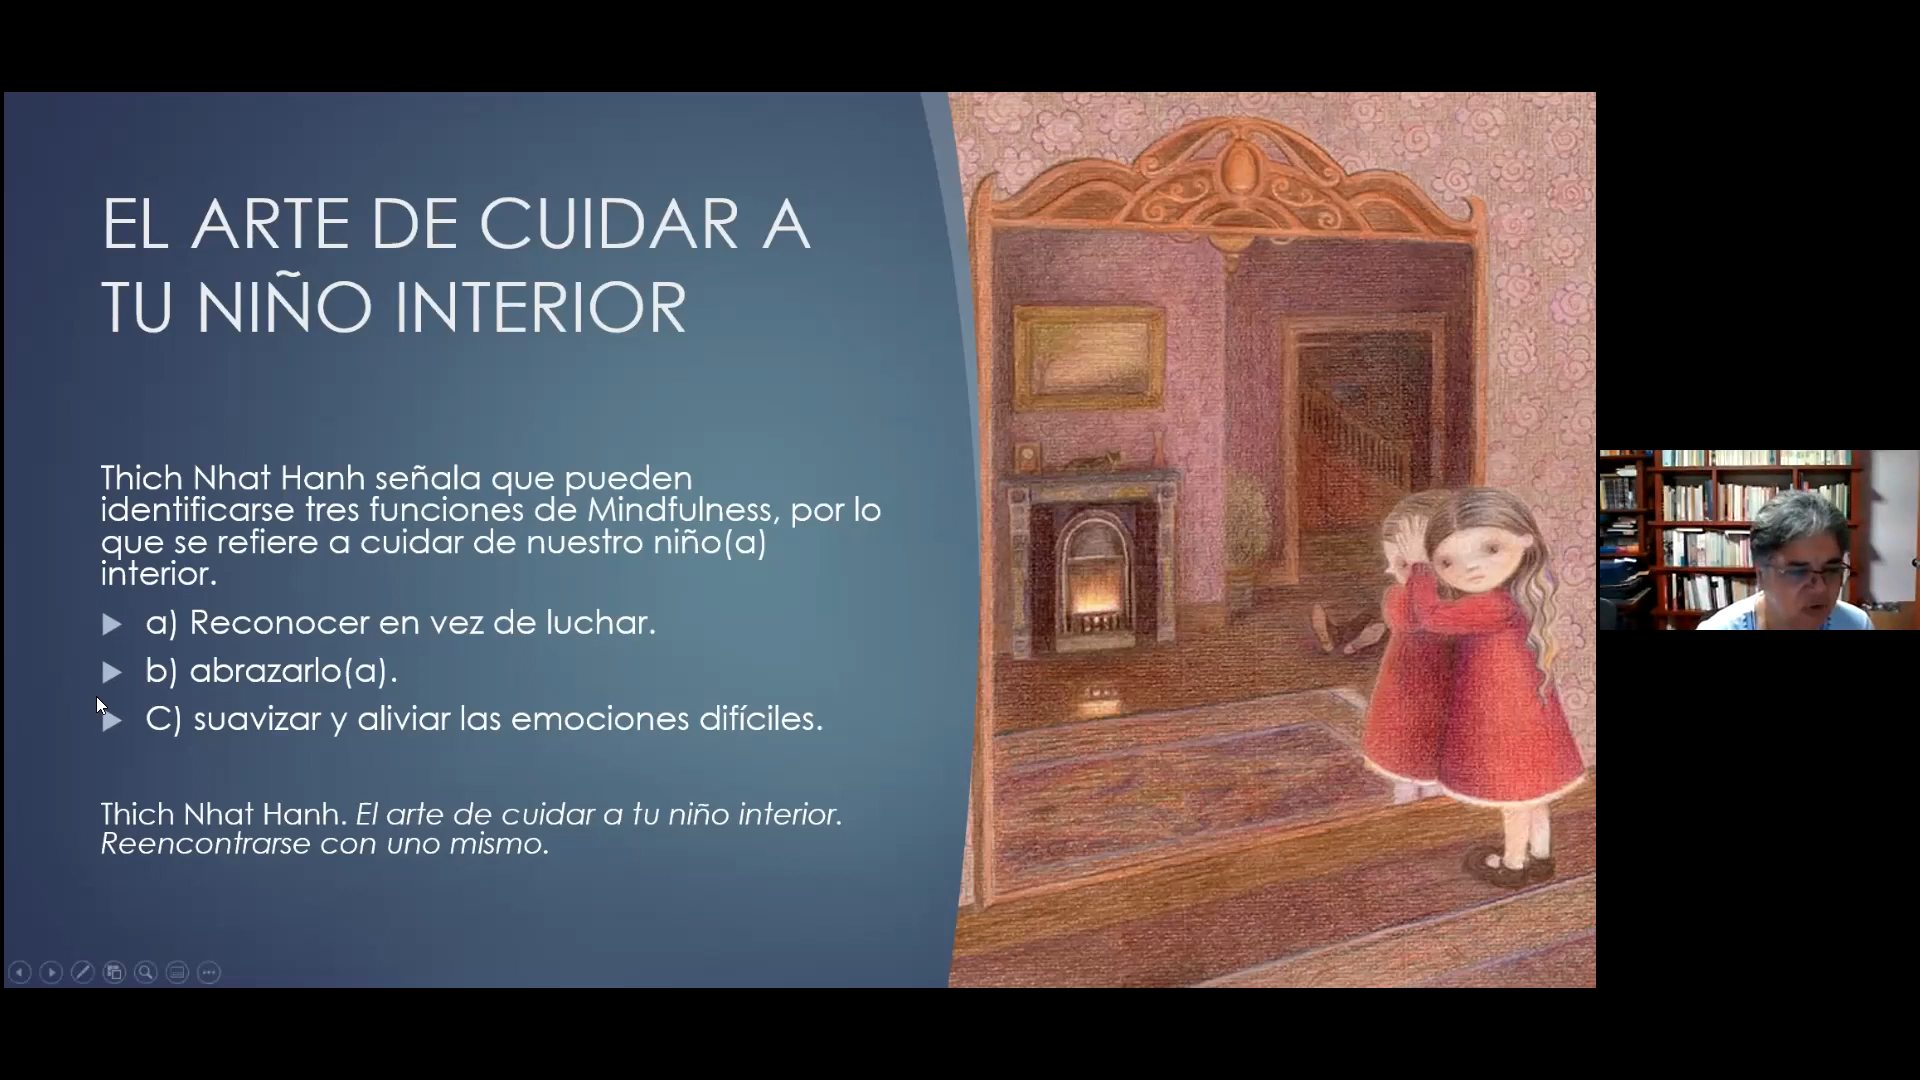 EL ARTE DE CUIDAR A
TU NIÑO INTERIOR
Thich Nhat Hanh señala que pueden
identificarse tres funciones de Mindfulness, por lo
que se refiere a cuidar de nuestro niño(a)
interior.
a) Reconocer en vez de luchar.
b) abrazarlo(a).
C) suavizar y aliviar las emociones difíciles.
Thich Nhat Hanh. El arte de cuidar a tu niño interior.
Reencontrarse con uno mismo.